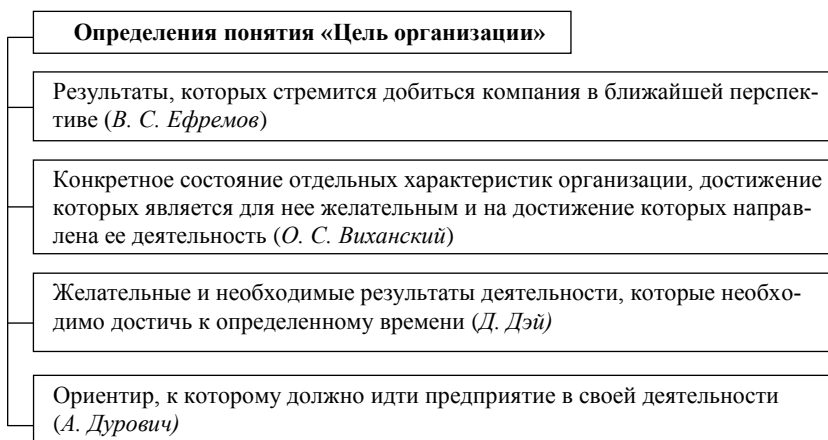 Определения понятия «Цель организации»
Результаты, которых стремится добиться компания в ближайшей перспек-
тиве (В. С. Ефремов)
Конкретное состояние отдельных характеристик организации, достижение
которых является для нее желательным и на достижение которых направ-
лена ее деятельность (О. С. Виханский)
Желательные и необходимые результаты деятельности, которые необхо-
димо достичь к определенному времени (Д. Дэй)
Ориентир, к которому должно идти предприятие в своей деятельности
(А. Дурович)